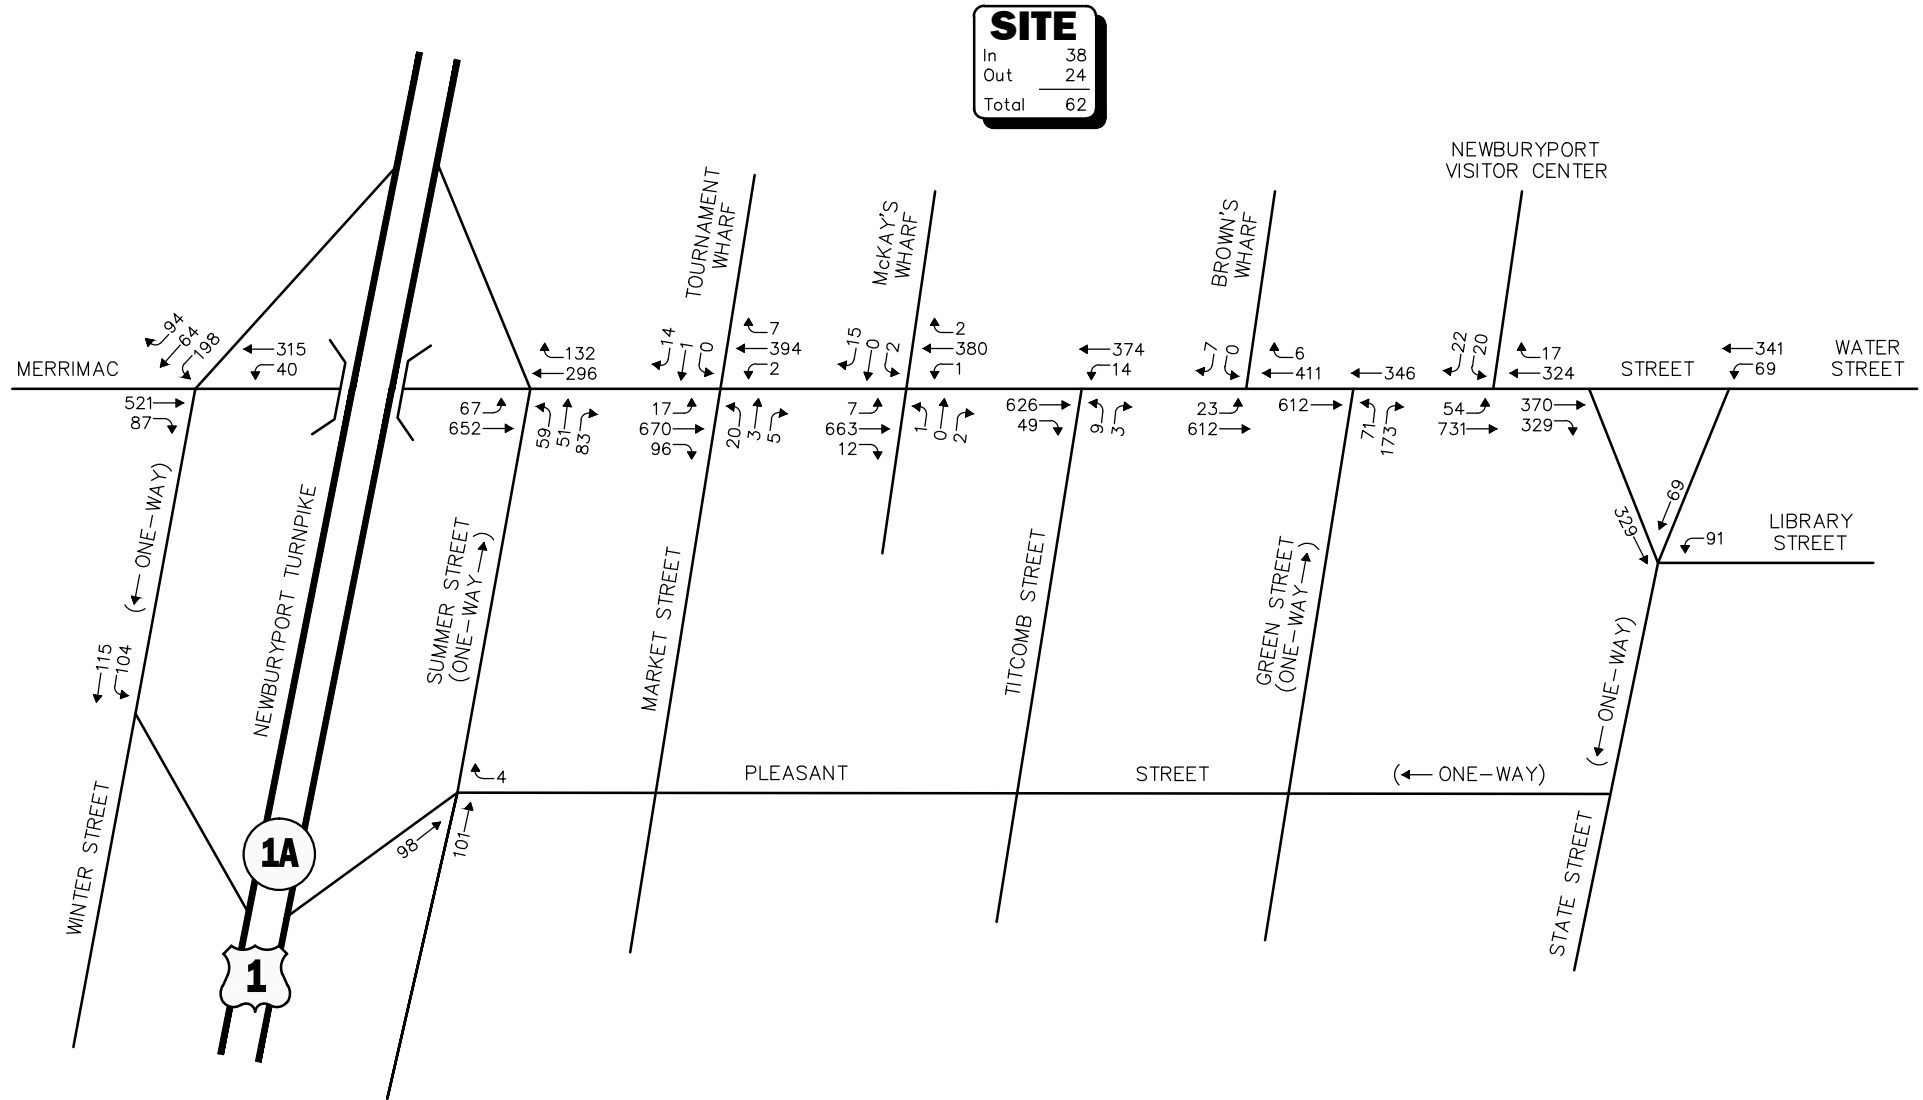 SITE
In 38
Out 24
Total 62
NEWBURYPORT
VISITOR CENTER
TOURNAMENT
WHARF
McKAY'S
WHARF
BROWN'S
WHARF
MERRIMAC
STREET
WATER
STREET
94
64
198
315
40
132
296
14
1
0
7
394
2
15
0
2
2
380
1
374
14
7
0
6
411
346
22
20
17
324
341
69
521
87
67
652
59
51
83
17
670
96
20
3
5
7
663
12
1
0
2
626
49
9
3
23
612
612
71
173
54
731
370
329
329
69
91
LIBRARY
STREET
(ONE-WAY)
NEWBURYPORT TURNPIKE
SUMMER STREET
(ONE-WAY)
MARKET STREET
TITCOMB STREET
GREEN STREET
(ONE-WAY)
(ONE-WAY)
115
104
4
PLEASANT
STREET
(ONE-WAY)
98
101
WINTER STREET
STATE STREET
1A
1